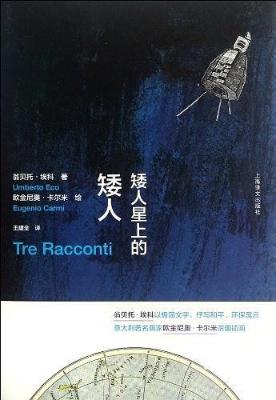 翁贝托·埃科 著
Umberto Eco
欧金尼奥·卡尔米 绘
Eugenio Carmi
王建全 译
矮人星上的
矮人
Tre Racconti
上海译文出版社
翁贝托·埃科以极简文字,抒写和平、环保寓言
意大利著名画家欧金尼奥·卡尔米倾画插图